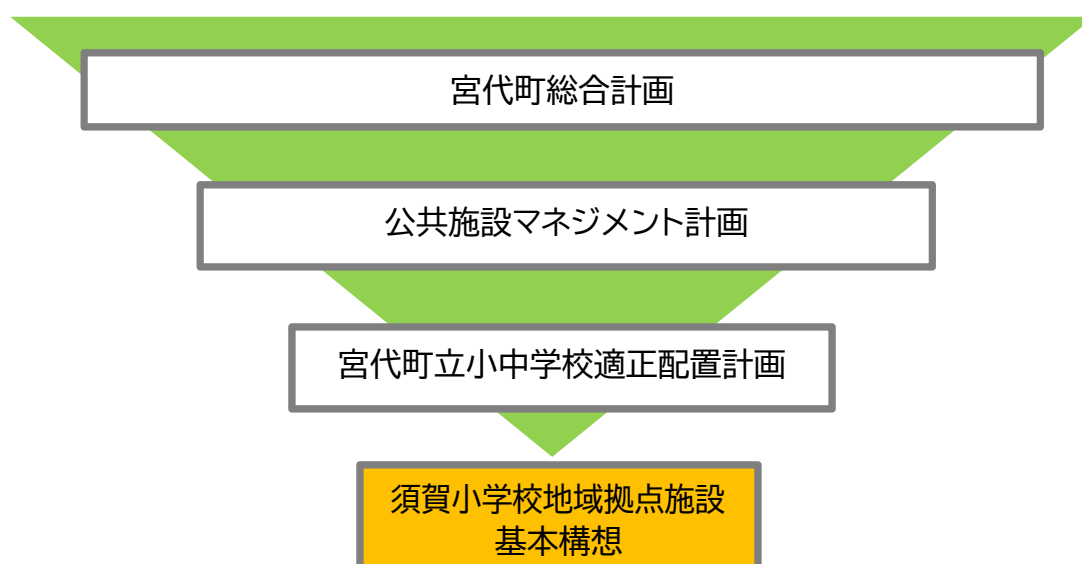 宮代町総合計画
公共施設マネジメント計画
宮代町立小中学校適正配置計画
須賀小学校地域拠点施設
基本構想